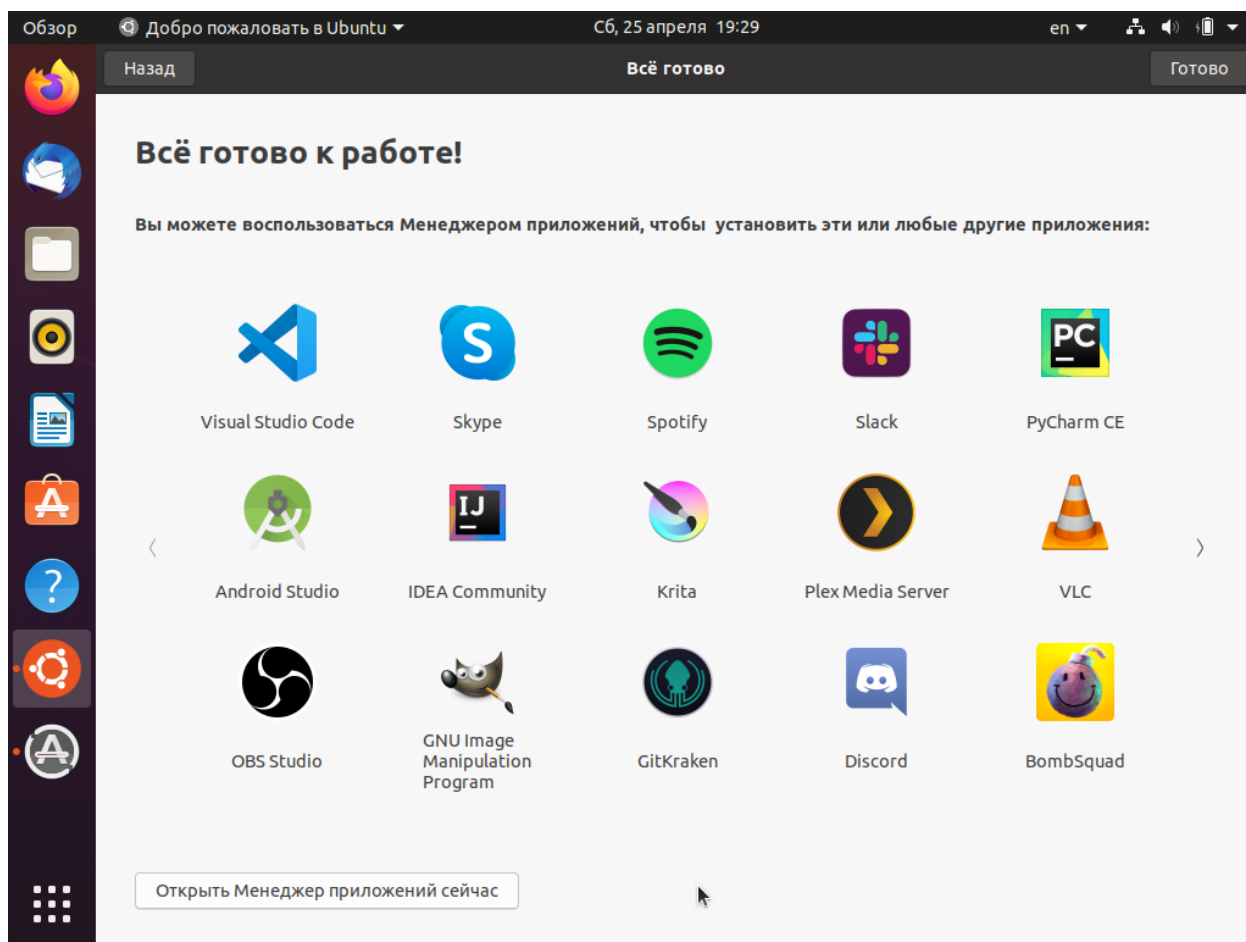 Обзор
Добро пожаловать в Ubuntu
Сб, 25 апреля 19:29
en
Назад
Всё готово
Готово
Всё готово к работе!
Вы можете воспользоваться Менеджером приложений, чтобы установить эти или любые другие приложения:
S
PC
Visual Studio Code
Skype
Spotify
Slack
PyCharm CE
IJ
Android Studio
IDEA Community
Krita
Plex Media Server
VLC
OBS Studio
GNU Image
Manipulation
Program
GitKraken
Discord
BombSquad
Открыть Менеджер приложений сейчас